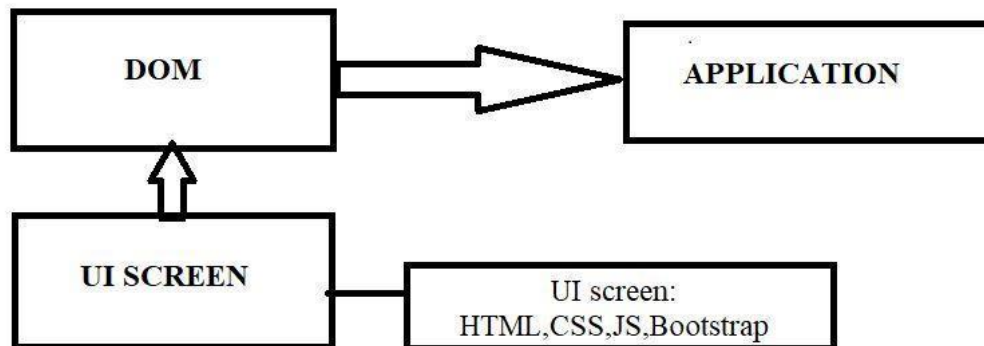 DOM
APPLICATION
UI SCREEN
UI screen:
HTML,CSS,JS,Bootstrap